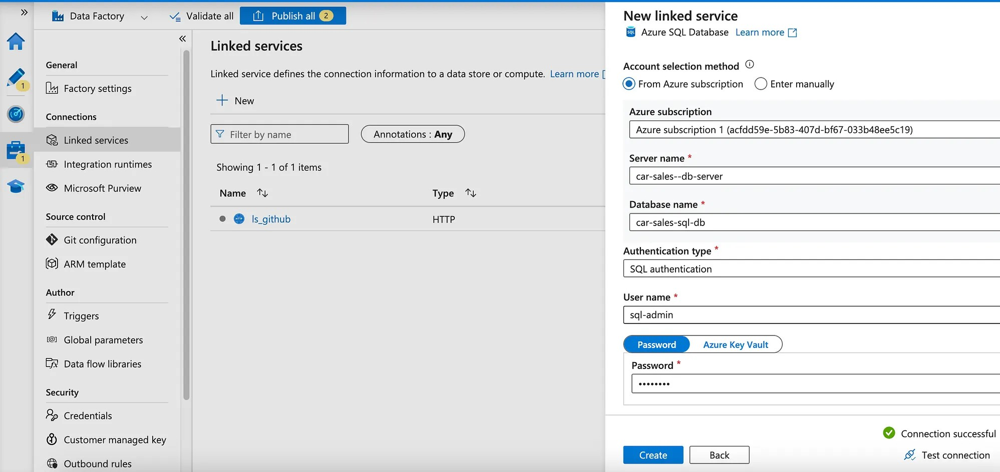 Data Factory
Validate all
Publish all 2
1
1
General
Factory settings
Connections
Linked services
Integration runtimes
Microsoft Purview
Source control
Git configuration
ARM template
Author
Triggers
Global parameters
Data flow libraries
Security
Credentials
Customer managed key
Outbound rules
Linked services
Linked service defines the connection information to a data store or compute. Learn more
New
Filter by name
Annotations : Any
Showing 1 - 1 of 1 items
Name Type
HTTP ls_github HTTP
New linked service
SQL Azure SQL Database Learn more
Account selection method
From Azure subscription Enter manually
Azure subscription
Azure subscription 1 (acfdd59e-5b83-407d-bf67-033b48ee5c19)
Server name *
car-sales--db-server
Database name *
car-sales-sql-db
Authentication type *
SQL authentication
User name *
sql-admin
Password Azure Key Vault
Password *
••••••••
Connection successful
Create Back Test connection